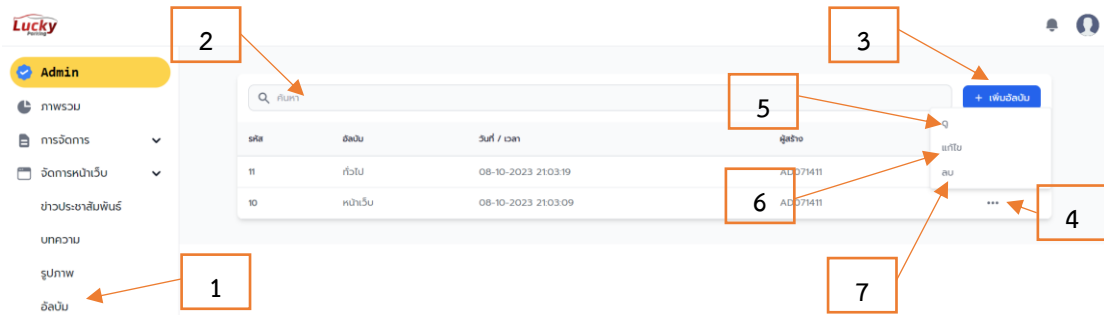 Lucky
Printing
2
3
Admin
ภาพรวม
ค้นหา
+ เพิ่มอัลบัม
5
ดู
การจัดการ
รหัส
อัลบัม
วันที่ / เวลา
ผู้สร้าง
แก้ไข
จัดการหน้าเว็บ
11
ทั่วไป
08-10-2023 21:03:19
AD071411
ลบ
6
ข่าวประชาสัมพันธ์
10
หน้าเว็บ
08-10-2023 21:03:09
AD071411
...
4
บทความ
รูปภาพ
1
7
อัลบัม